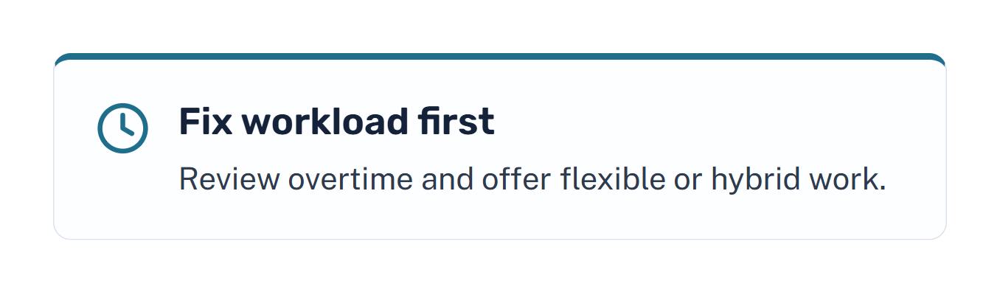 Fix workload first
Review overtime and offer flexible or hybrid work.